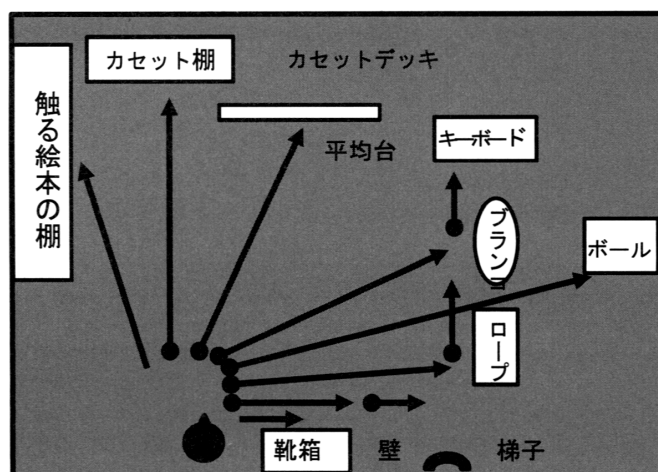 カセット棚
カセットデッキ
触る絵本の棚
平均台
キーボード
ブランコ
ボール
ロープ
靴箱
壁
梯子